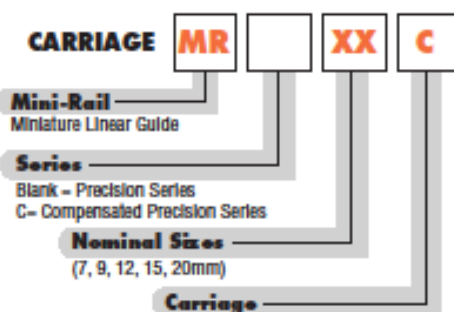 CARRIAGE MR XX C
Mini-Rail
Miniature Linear Guide
Series
Blank = Precision Series
C= Compensated Precision Series
Nominal Sizes
(7, 9, 12, 15, 20mm)
Carriage